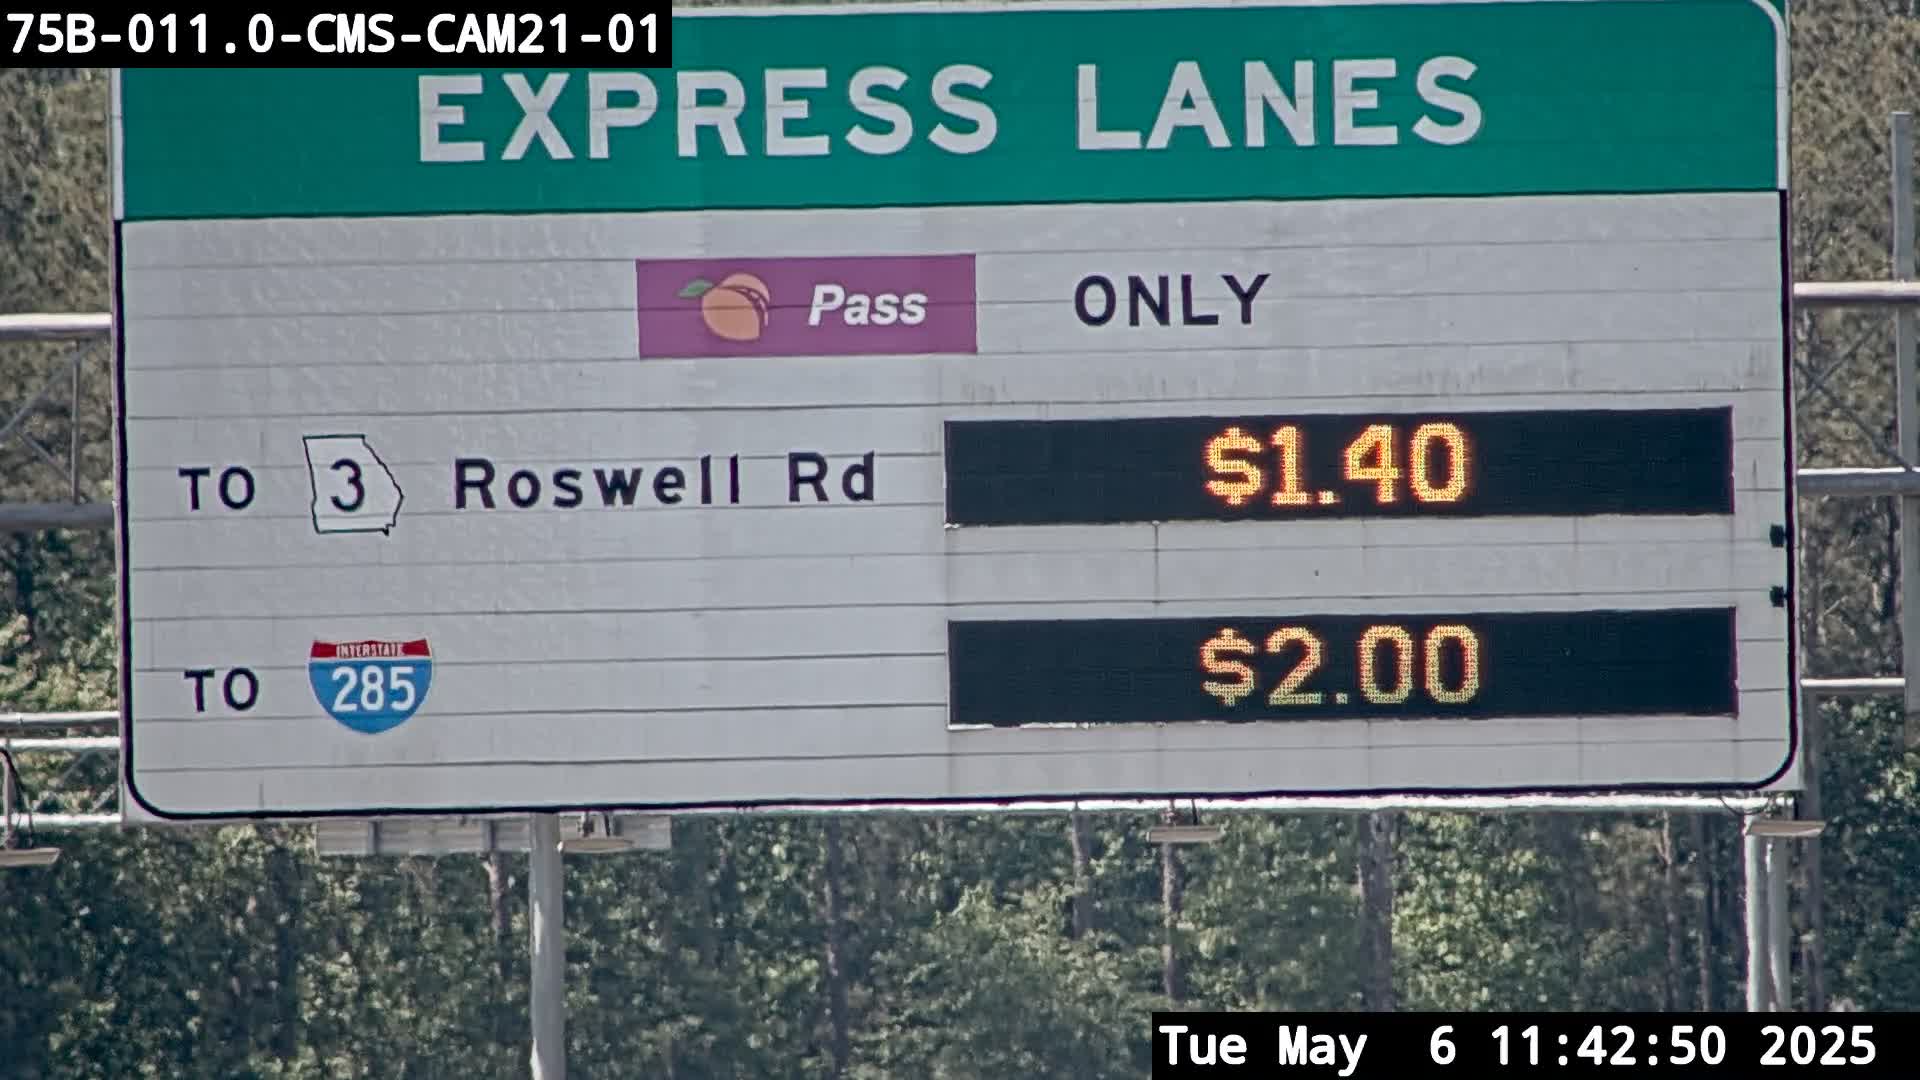 75B-011.0-CMS-CAM21-01
EXPRESS LANES
Pass ONLY
TO 3 Roswell Rd $1.40
TO INTERSTATE 285 $2.00
Tue May 6 11:42:50 2025